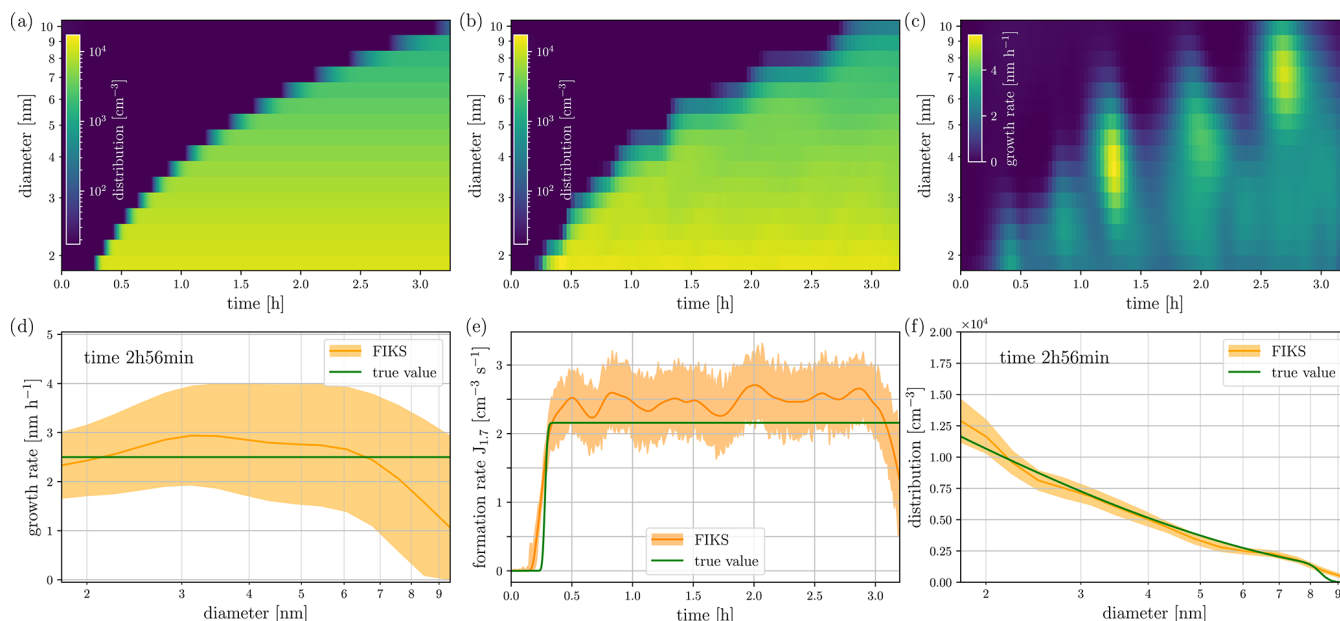 (a)
10
9
8
7
6
5
4
3
2
diameter [nm]
10⁴
10³
10²
distribution [cm⁻³]
0.0 0.5 1.0 1.5 2.0 2.5 3.0
time [h]
(b)
10
9
8
7
6
5
4
3
2
diameter [nm]
10⁴
10³
10²
distribution [cm⁻³]
0.0 0.5 1.0 1.5 2.0 2.5 3.0
time [h]
(c)
10
9
8
7
6
5
4
3
2
diameter [nm]
4
2
0
growth rate [nm h⁻¹]
0.0 0.5 1.0 1.5 2.0 2.5 3.0
time [h]
(d)
5
4
3
2
1
0
growth rate [nm h⁻¹]
time 2h56min
FIKS
true value
2 3 4 5 6 7 8 9
diameter [nm]
(e)
3
2
1
0
formation rate J₁.₇ [cm⁻³ s⁻¹]
FIKS
true value
0.0 0.5 1.0 1.5 2.0 2.5 3.0
time [h]
(f)
×10⁴
2.00
1.75
1.50
1.25
1.00
0.75
0.50
0.25
0.00
distribution [cm⁻³]
time 2h56min
FIKS
true value
2 3 4 5 6 7 8 9
diameter [nm]